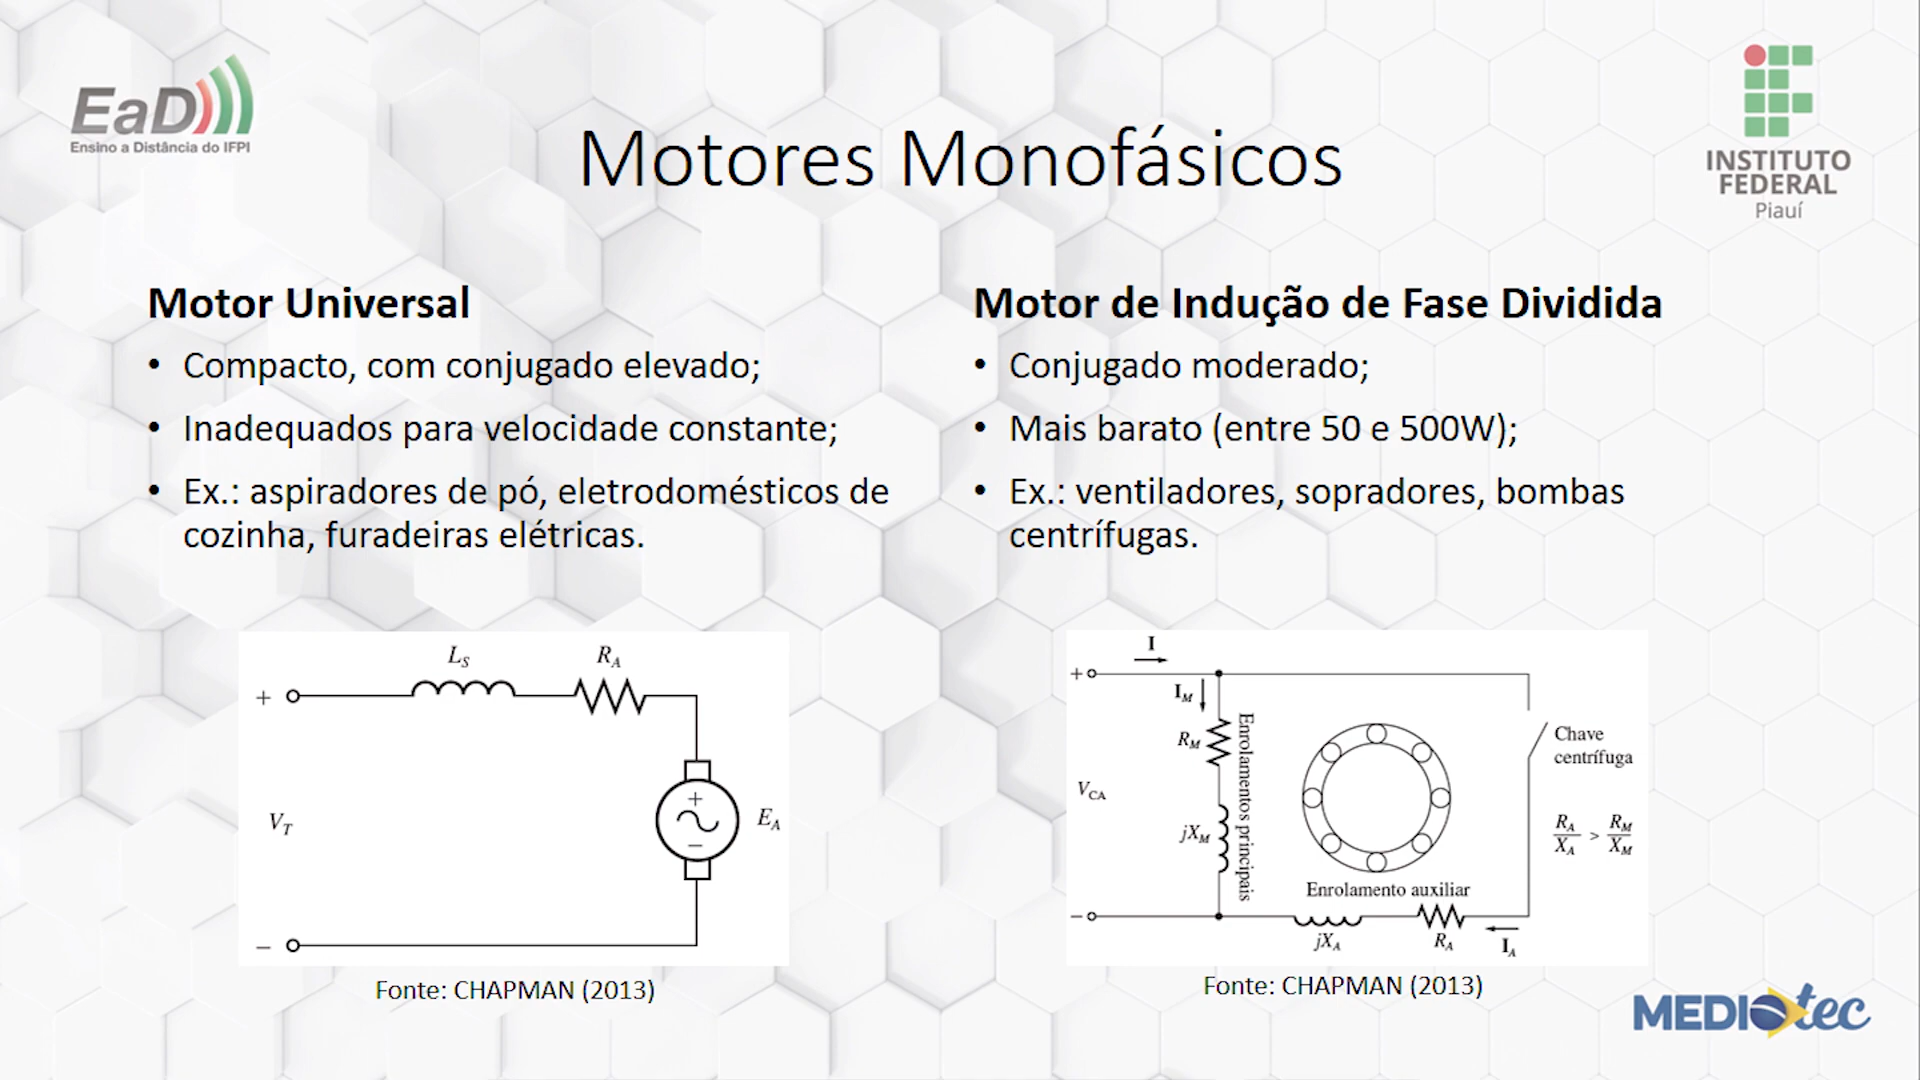 EaD
Ensino a Distância do IFPI
INSTITUTO
FEDERAL
Piauí
Motores Monofásicos
Motor Universal
• Compacto, com conjugado elevado;
• Inadequados para velocidade constante;
• Ex.: aspiradores de pó, eletrodomésticos de
cozinha, furadeiras elétricas.
L_S
R_A
+
V_T
+
−
E_A
−
Fonte: CHAPMAN (2013)
Motor de Indução de Fase Dividida
• Conjugado moderado;
• Mais barato (entre 50 e 500W);
• Ex.: ventiladores, sopradores, bombas
centrífugas.
I
+
I_M
R_M
Enrolamentos principais
Chave
centrífuga
V_CA
jX_M
R_A/X_A > R_M/X_M
Enrolamento auxiliar
−
jX_A
R_A
I_A
Fonte: CHAPMAN (2013)
MEDIOtec